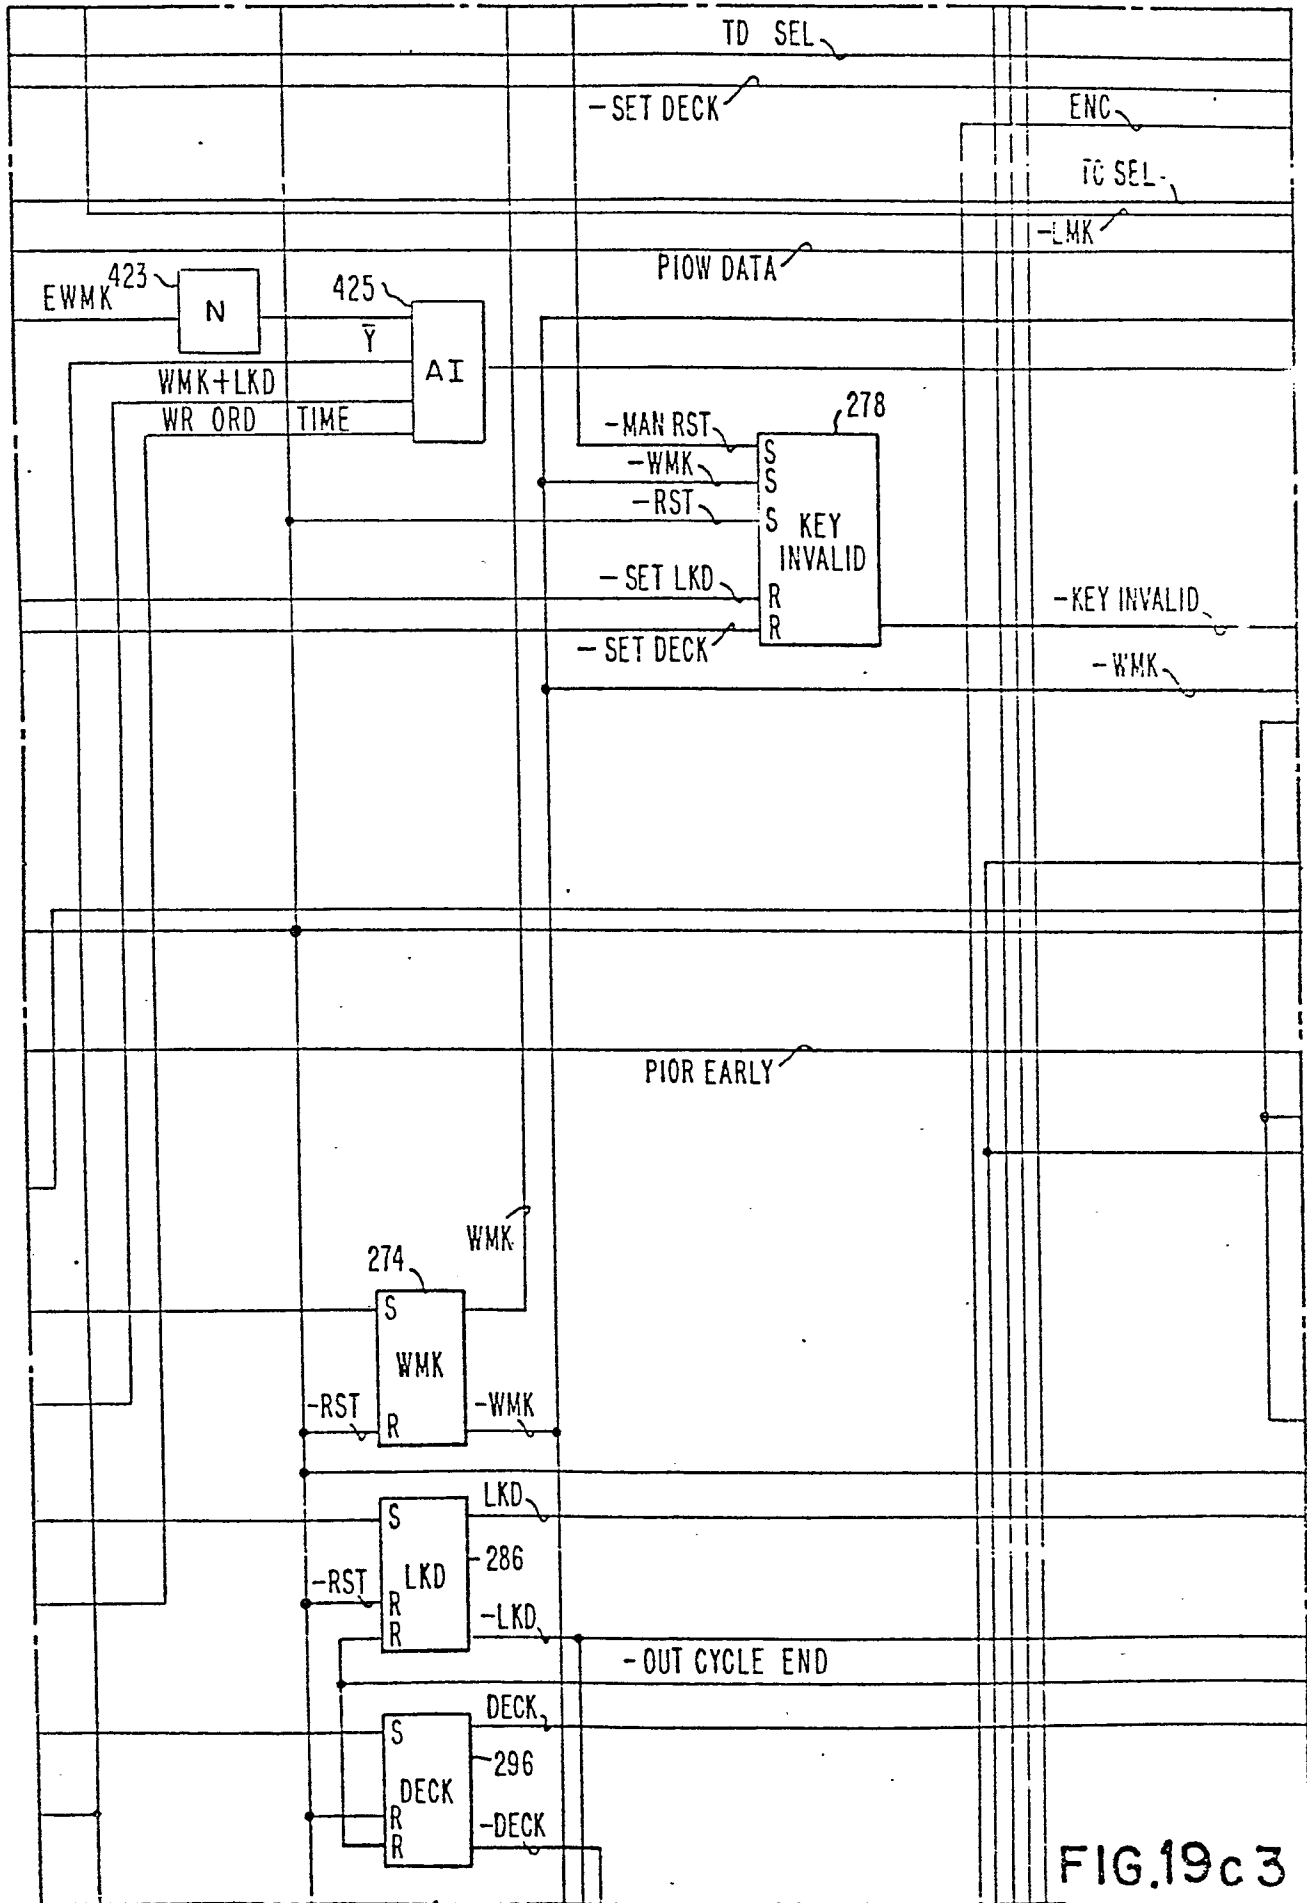 TD SEL
-SET DECK
ENC
TC SEL
-LMK
PIOW DATA
423
EWMK
N
425
Y̅
AI
WMK+LKD
WR ORD TIME
278
-MAN RST
S
-WMK
S
-RST
S
KEY
INVALID
-SET LKD
R
-KEY INVALID
R
-SET DECK
-WMK
PIOR EARLY
WMK
274
S
WMK
-RST
R
-WMK
LKD
S
286
LKD
-RST
R
-LKD
R
-OUT CYCLE END
DECK
S
296
DECK
R
-DECK
R
FIG.19c3